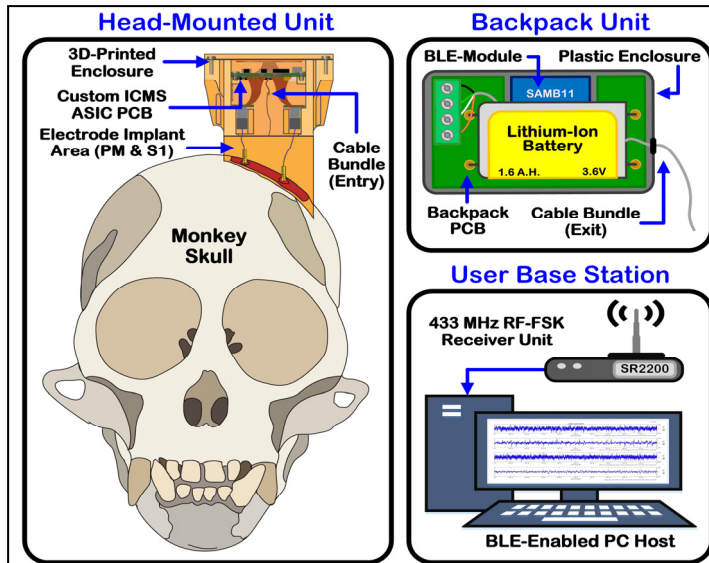 Head-Mounted Unit
3D-Printed
Enclosure
Custom ICMS
ASIC PCB
Electrode Implant
Area (PM & S1)
Cable
Bundle
(Entry)
Monkey
Skull
Backpack Unit
BLE-Module
Plastic Enclosure
SAMB11
Lithium-Ion
Battery
1.6 A.H.
3.6V
Backpack
PCB
Cable Bundle
(Exit)
User Base Station
433 MHz RF-FSK
Receiver Unit
SR2200
BLE-Enabled PC Host